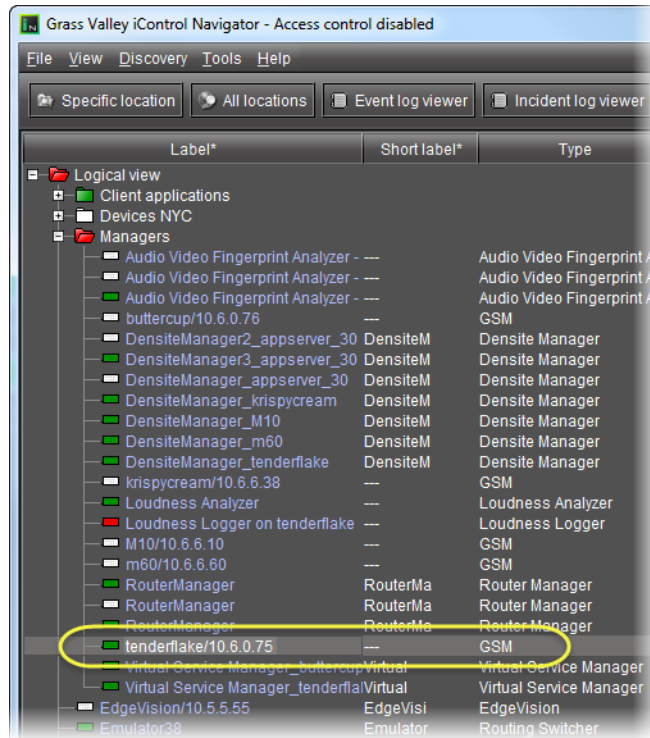 Grass Valley iControl Navigator - Access control disabled
File View Discovery Tools Help
Specific location All locations Event log viewer Incident log viewer
Label* Short label* Type
Logical view
Client applications
Devices NYC
Managers
Audio Video Fingerprint Analyzer - --- Audio Video Fingerprint
Audio Video Fingerprint Analyzer - --- Audio Video Fingerprint
Audio Video Fingerprint Analyzer - --- Audio Video Fingerprint
buttercup/10.6.0.76 --- GSM
DensiteManager2_appserver_30 DensiteM Densite Manager
DensiteManager3_appserver_30 DensiteM Densite Manager
DensiteManager_appserver_30 DensiteM Densite Manager
DensiteManager_krispycream DensiteM Densite Manager
DensiteManager_M10 DensiteM Densite Manager
DensiteManager_m60 DensiteM Densite Manager
DensiteManager_tenderflake DensiteM Densite Manager
krispycream/10.6.6.38 --- GSM
Loudness Analyzer --- Loudness Analyzer
Loudness Logger on tenderflake --- Loudness Logger
M10/10.6.6.10 --- GSM
m60/10.6.6.60 --- GSM
RouterManager RouterMa Router Manager
RouterManager RouterMa Router Manager
RouterManager RouterMa Router Manager
tenderflake/10.6.0.75 --- GSM
Virtual Service Manager_buttercup Virtual Virtual Service Manager
Virtual Service Manager_tenderfla Virtual Virtual Service Manager
EdgeVision/10.5.5.55 EdgeVisi EdgeVision
Emulator38 Emulator Routing Switcher